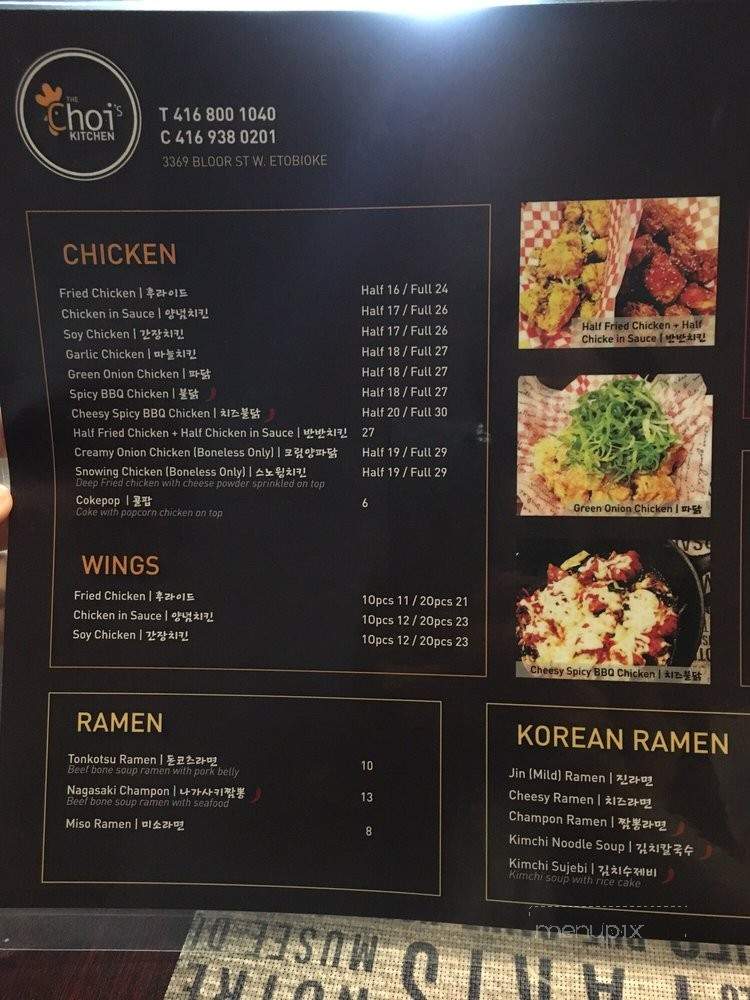 THE
Choi's
KITCHEN
T 416 800 1040
C 416 938 0201
3369 BLOOR ST W. ETOBIOKE
CHICKEN
Fried Chicken | 후라이드 Half 16 / Full 24
Chicken in Sauce | 양념치킨 Half 17 / Full 26
Soy Chicken | 간장치킨 Half 17 / Full 26
Garlic Chicken | 마늘치킨 Half 18 / Full 27
Green Onion Chicken | 파닭 Half 18 / Full 27
Spicy BBQ Chicken | 불닭 Half 18 / Full 27
Cheesy Spicy BBQ Chicken | 치즈불닭 Half 20 / Full 30
Half Fried Chicken + Half Chicken in Sauce | 반반치킨 27
Creamy Onion Chicken (Boneless Only) | 크림양파닭 Half 19 / Full 29
Snowing Chicken (Boneless Only) | 스노윙치킨 Half 19 / Full 29
Deep Fried chicken with cheese powder sprinkled on top
Cokepop | 콜팝 6
Coke with popcorn chicken on top
WINGS
Fried Chicken | 후라이드 10pcs 11 / 20pcs 21
Chicken in Sauce | 양념치킨 10pcs 12 / 20pcs 23
Soy Chicken | 간장치킨 10pcs 12 / 20pcs 23
Half Fried Chicken + Half
Chicke in Sauce | 반반치킨
Green Onion Chicken | 파닭
Cheesy Spicy BBQ Chicken | 치즈불닭
RAMEN
Tonkotsu Ramen | 돈코츠라면 10
Beef bone soup ramen with pork belly
Nagasaki Champon | 나가사키짬뽕 13
Beef bone soup ramen with seafood
Miso Ramen | 미소라면 8
KOREAN RAMEN
Jin (Mild) Ramen | 진라면
Cheesy Ramen | 치즈라면
Champon Ramen | 짬뽕라면
Kimchi Noodle Soup | 김치칼국수
Kimchi Sujebi | 김치수제비
Kimchi soup with rice cake
menupix
MUSEE D
NOTRE